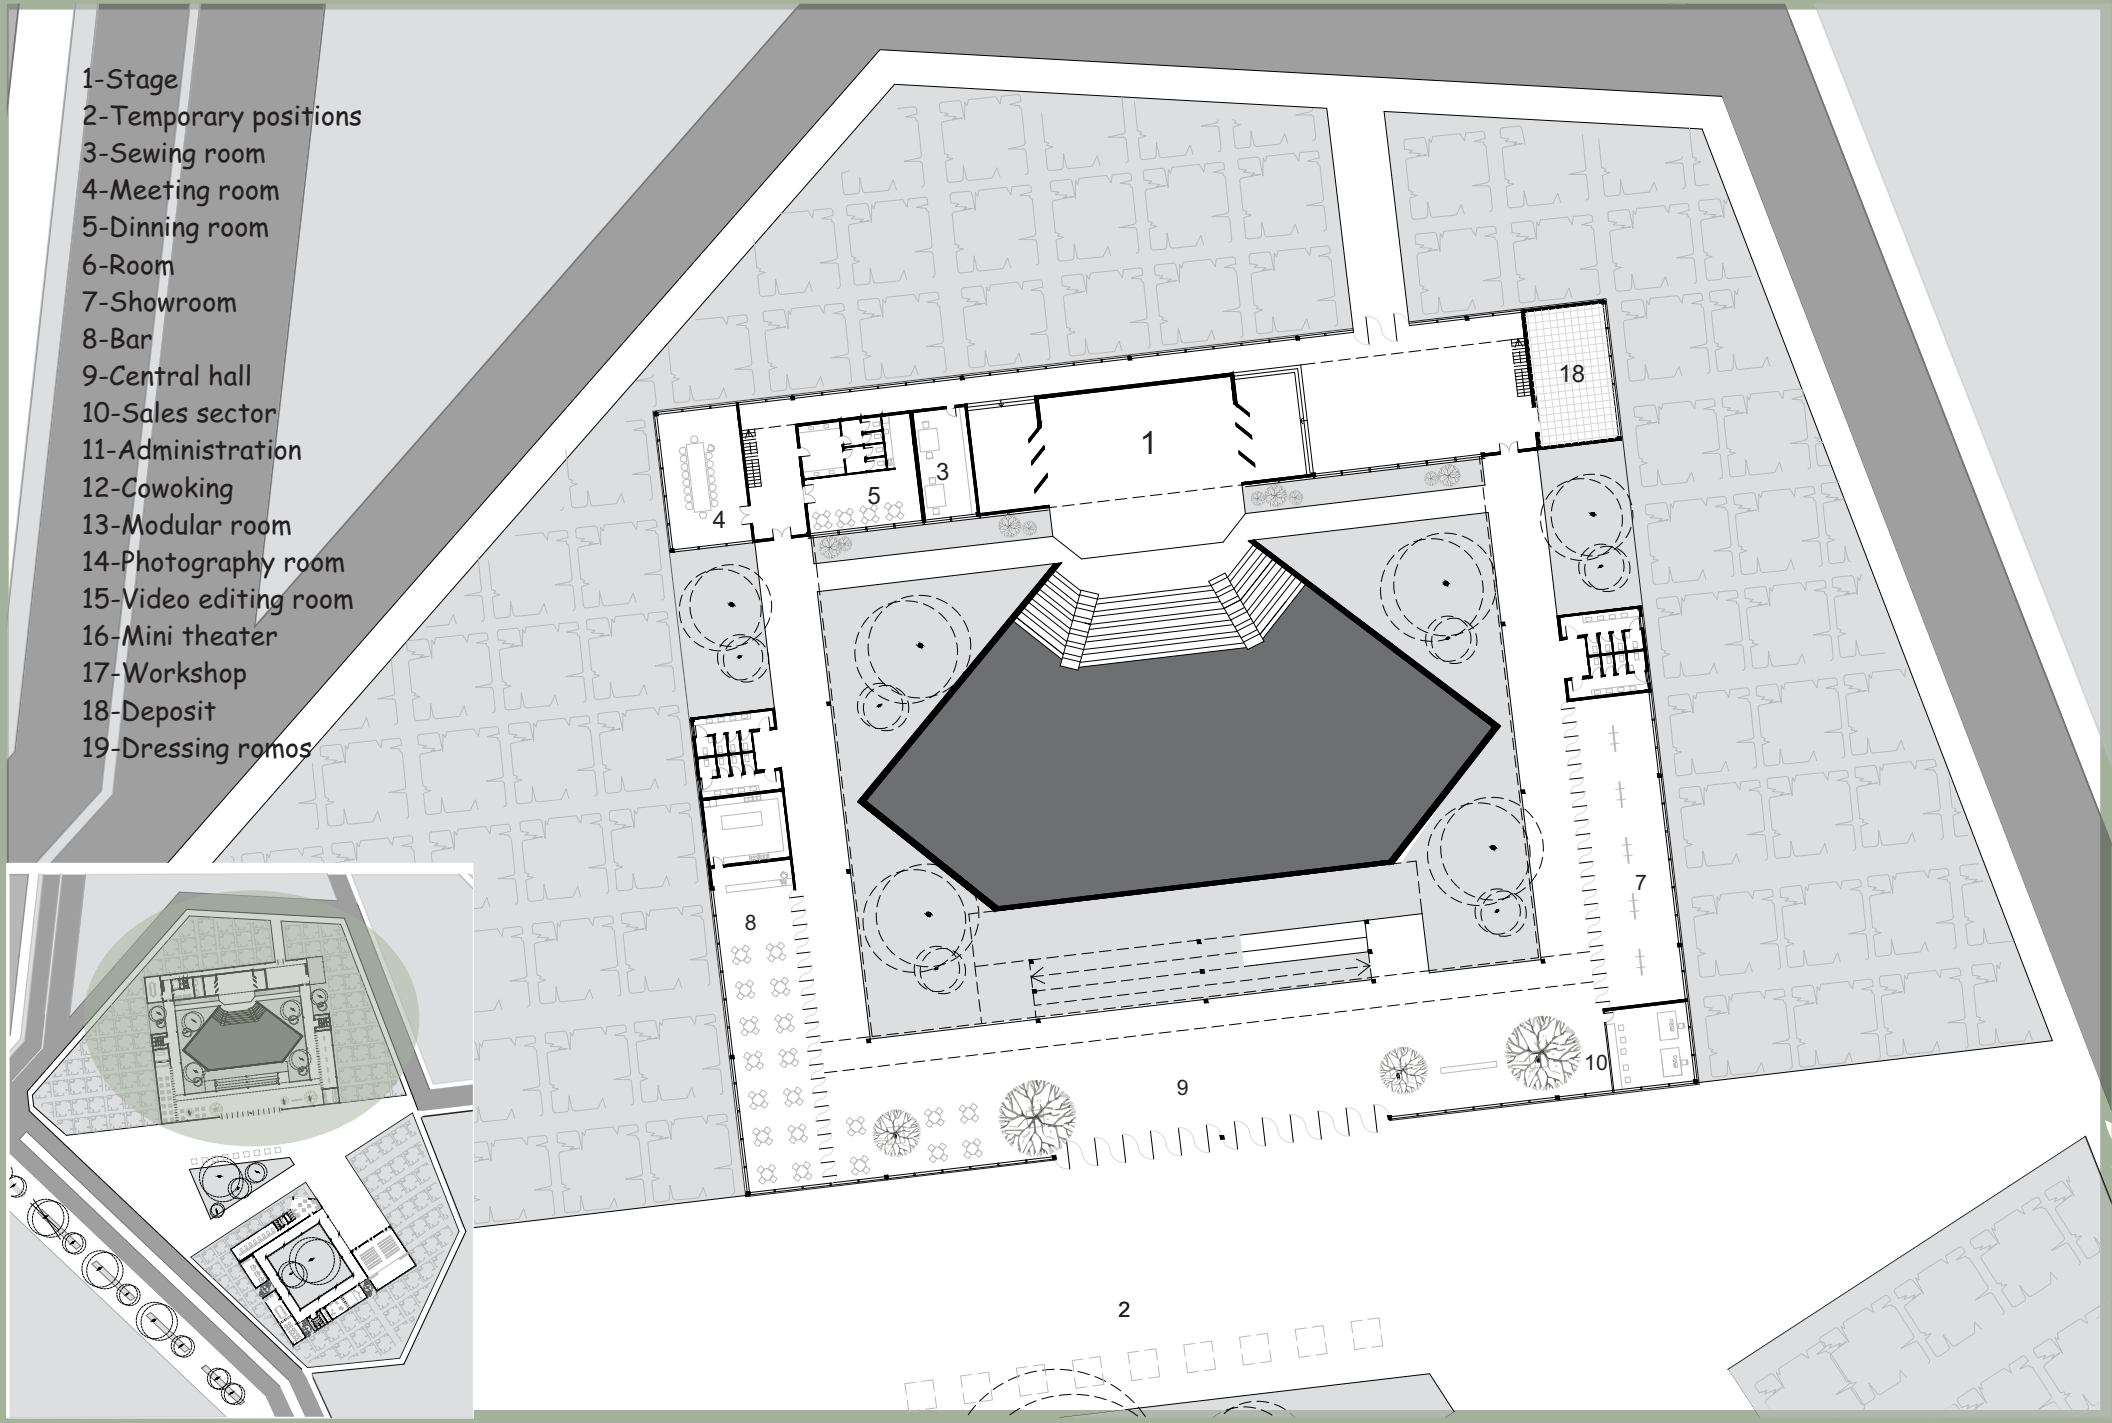 1-Stage
2-Temporary positions
3-Sewing room
4-Meeting room
5-Dinning room
6-Room
7-Showroom
8-Bar
9-Central hall
10-Sales sector
11-Administration
12-Cowoking
13-Modular room
14-Photography room
15-Video editing room
16-Mini theater
17-Workshop
18-Deposit
19-Dressing romos
18
1
3
5
4
7
8
10
9
2